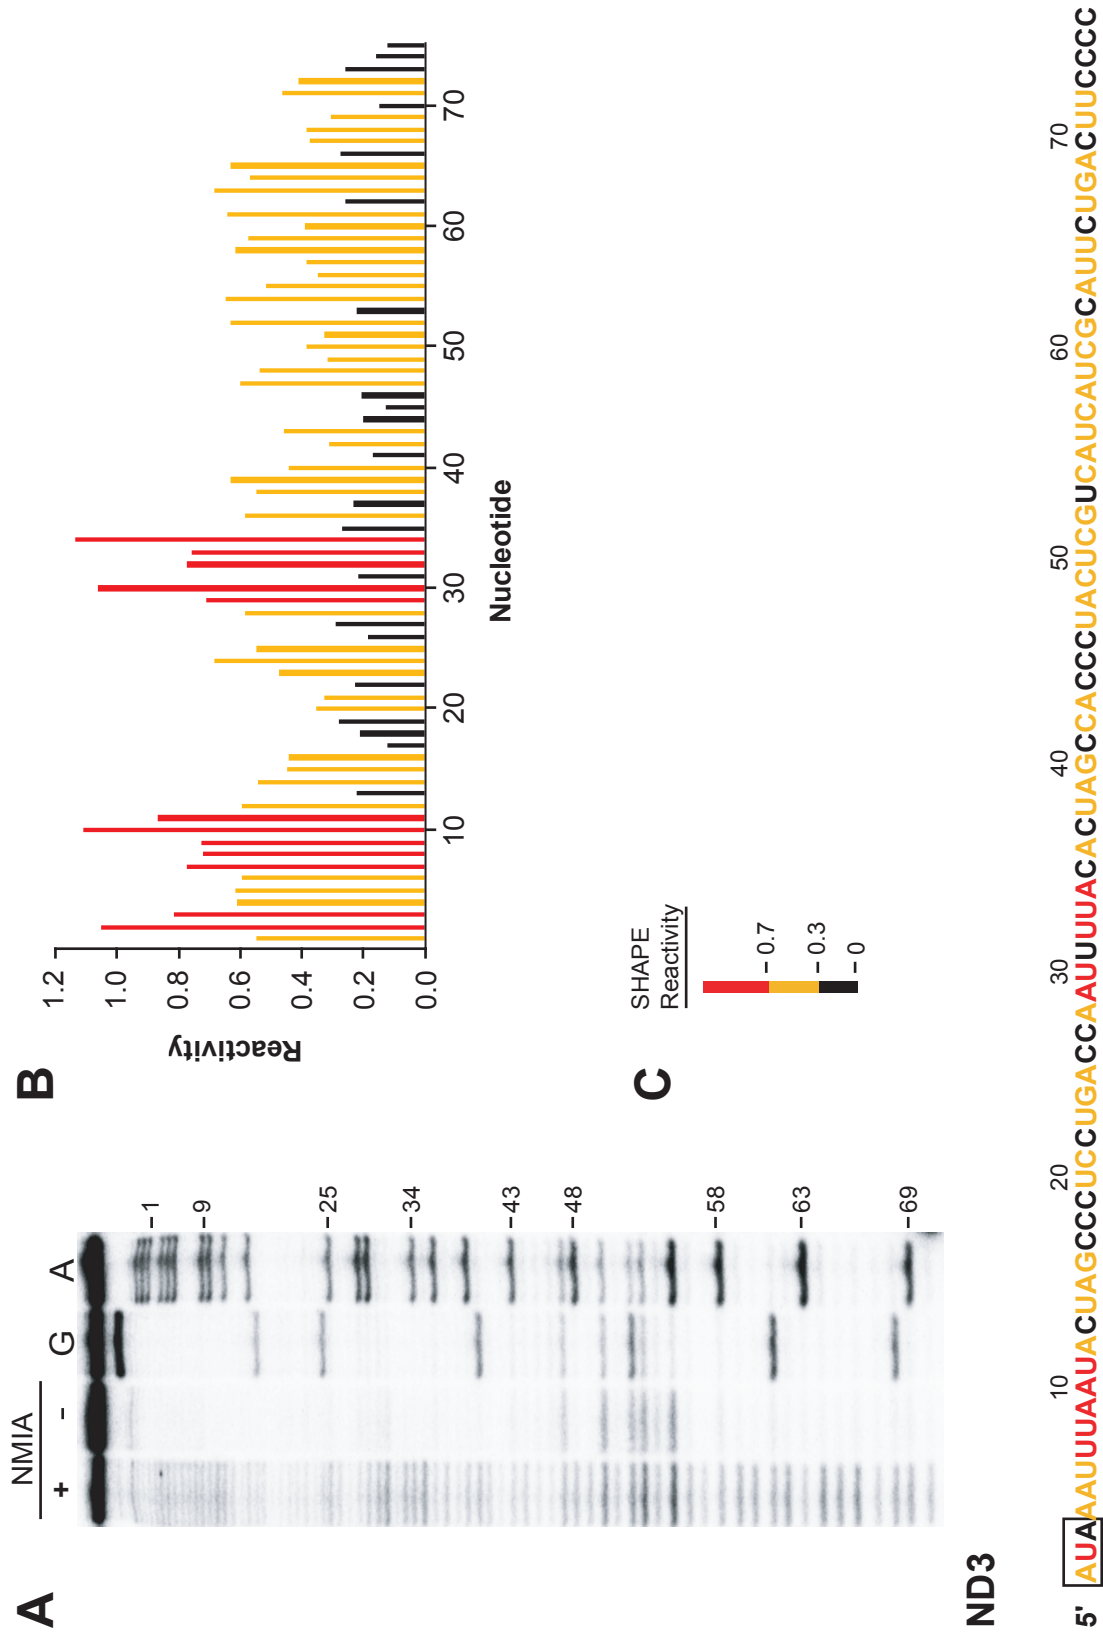 A
NMIA
+ - G A
1
9
25
34
43
48
58
63
69
B
Reactivity
1.2
1.0
0.8
0.6
0.4
0.2
0.0
10 20 30 40 50 60 70
Nucleotide
C
SHAPE
Reactivity
0.7
0.3
0
ND3
10 20 30 40 50 60 70
5' AUAAAUUUAAUACUAGCCCUCCUGACCAAUUUUACACUAGCCACCCUACUCGUCAUCAUCGCAUUCUGACUUCCCC